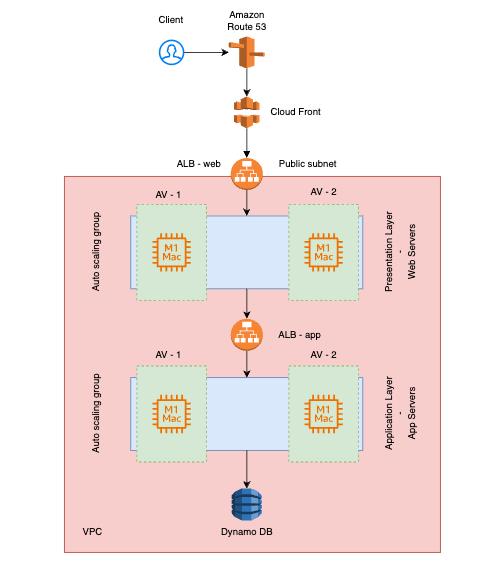 Client
Amazon
Route 53
Cloud Front
ALB - web
Public subnet
AV - 1
AV - 2
Auto scaling group
M1
Mac
M1
Mac
Presentation Layer
-
Web Servers
ALB - app
AV - 1
AV - 2
Auto scaling group
M1
Mac
M1
Mac
Application Layer
-
App Servers
VPC
Dynamo DB